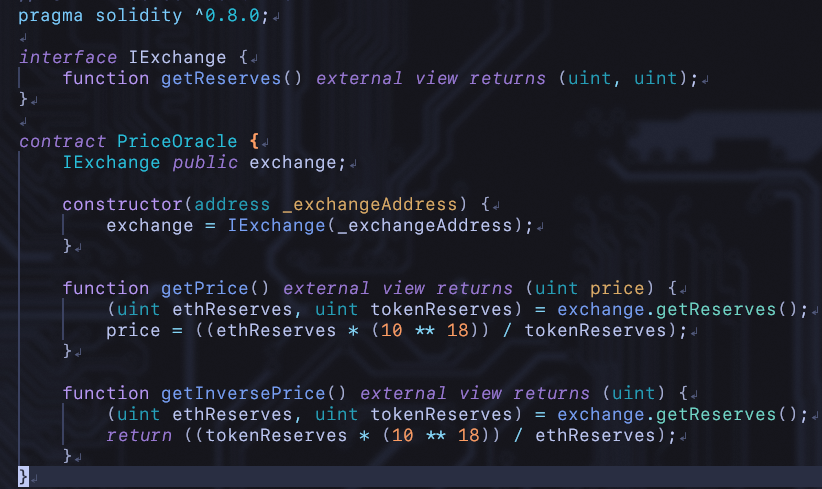 pragma solidity ^0.8.0;
interface IExchange {
    function getReserves() external view returns (uint, uint);
}
contract PriceOracle {
    IExchange public exchange;
    constructor(address _exchangeAddress) {
        exchange = IExchange(_exchangeAddress);
    }
    function getPrice() external view returns (uint price) {
        (uint ethReserves, uint tokenReserves) = exchange.getReserves();
        price = ((ethReserves * (10 ** 18)) / tokenReserves);
    }
    function getInversePrice() external view returns (uint) {
        (uint ethReserves, uint tokenReserves) = exchange.getReserves();
        return ((tokenReserves * (10 ** 18)) / ethReserves);
    }
}